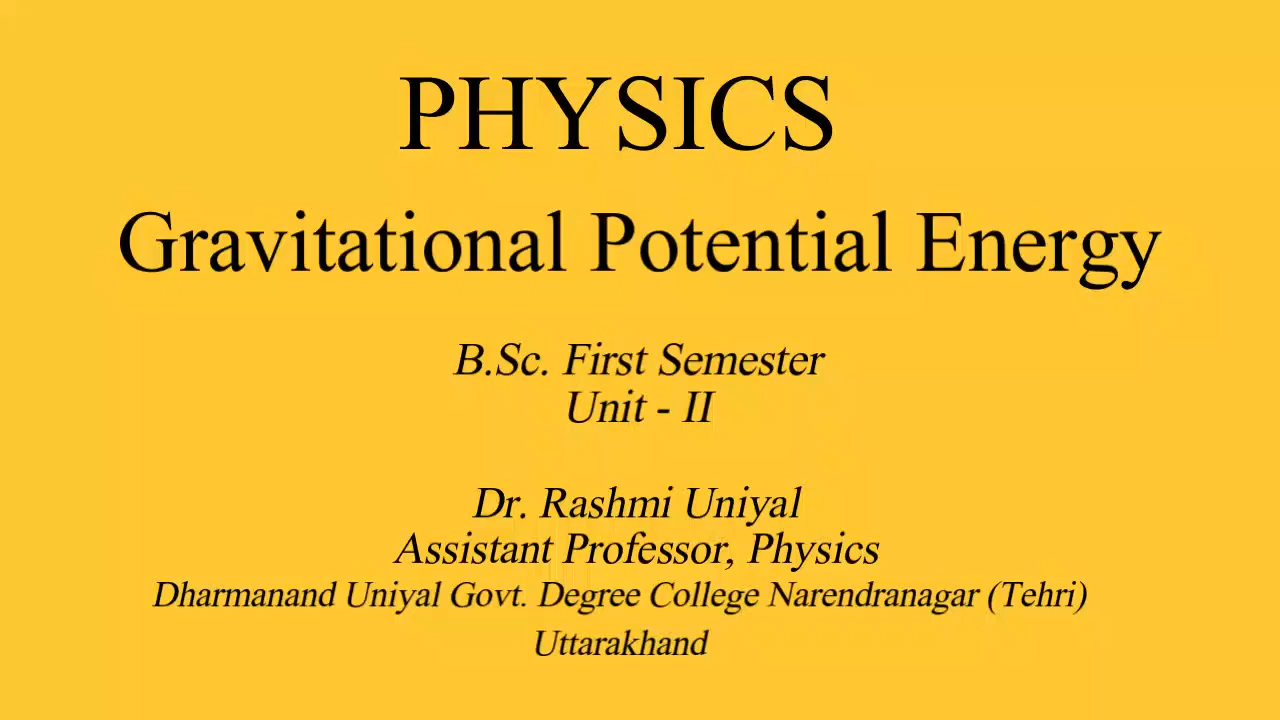 PHYSICS
Gravitational Potential Energy
B.Sc. First Semester
Unit - II
Dr. Rashmi Uniyal
Assistant Professor, Physics
Dharmanand Uniyal Govt. Degree College Narendranagar (Tehri)
Uttarakhand